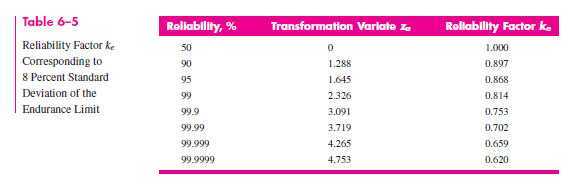 Table 6–5
Reliability Factor ke
Corresponding to
8 Percent Standard
Deviation of the
Endurance Limit
Reliability, % Transformation Variate za Reliability Factor ke
50 0 1.000
90 1.288 0.897
95 1.645 0.868
99 2.326 0.814
99.9 3.091 0.753
99.99 3.719 0.702
99.999 4.265 0.659
99.9999 4.753 0.620